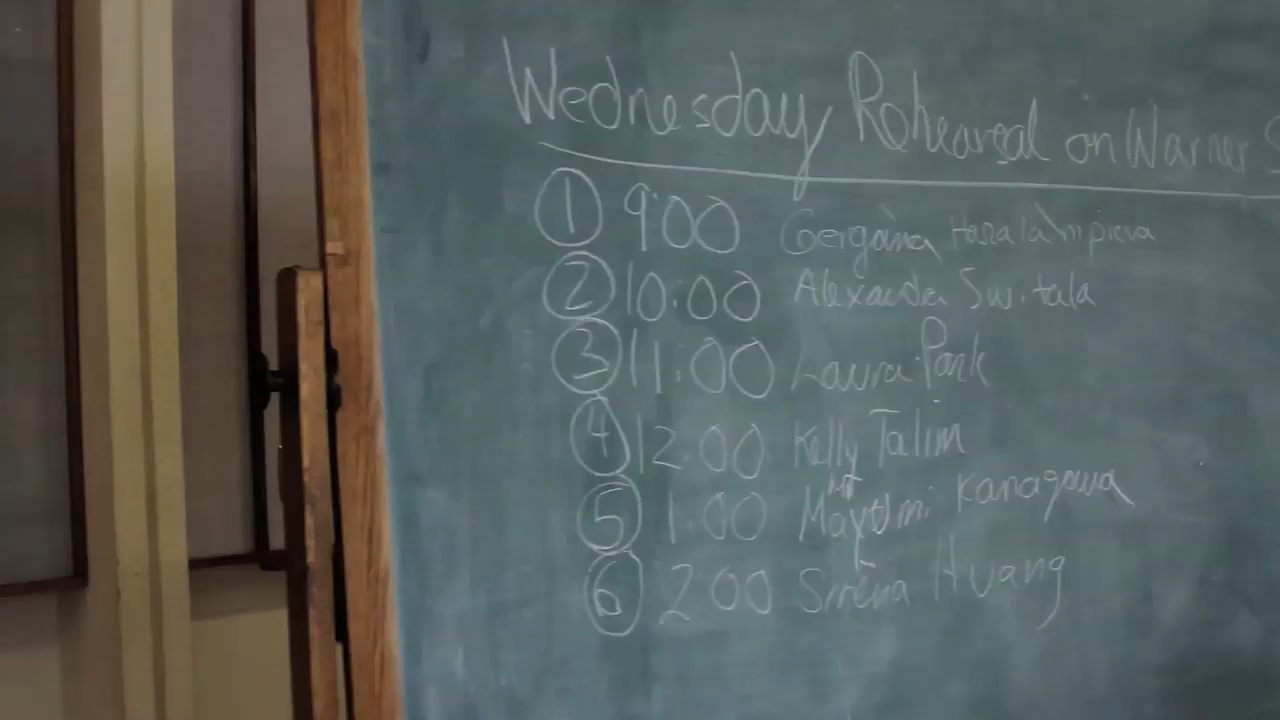 Wednesday Rehearsal on Warner S
① 9:00 Gergana Haralampieva
② 10:00 Alexandra Switala
③ 11:00 Laura Park
④ 12:00 Kelly Talim
⑤ 1:00 Mayumi Kanagawa
⑥ 2:00 Sirena Huang